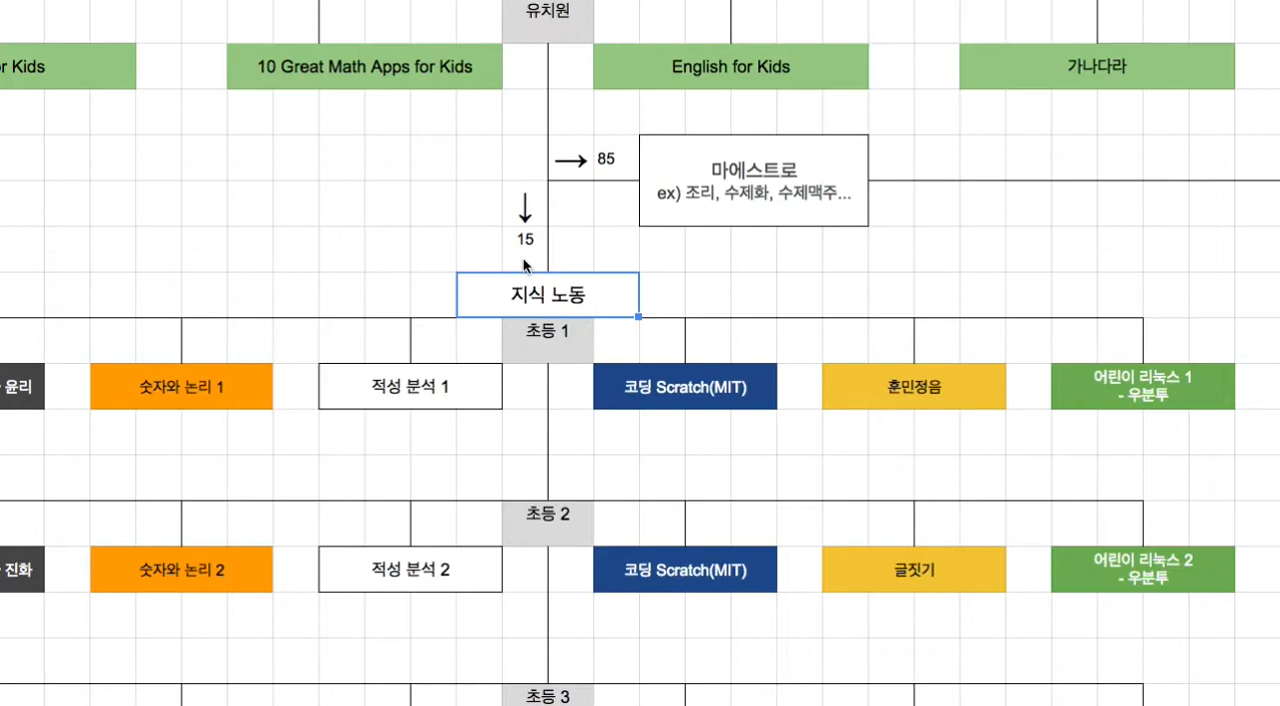 유치원
r Kids
10 Great Math Apps for Kids
English for Kids
가나다라
→ 85
마에스트로
ex) 조리, 수제화, 수제맥주...
↓
15
지식 노동
초등 1
윤리
숫자와 논리 1
적성 분석 1
코딩 Scratch(MIT)
훈민정음
어린이 리눅스 1
- 우분투
초등 2
진화
숫자와 논리 2
적성 분석 2
코딩 Scratch(MIT)
글짓기
어린이 리눅스 2
- 우분투
초등 3